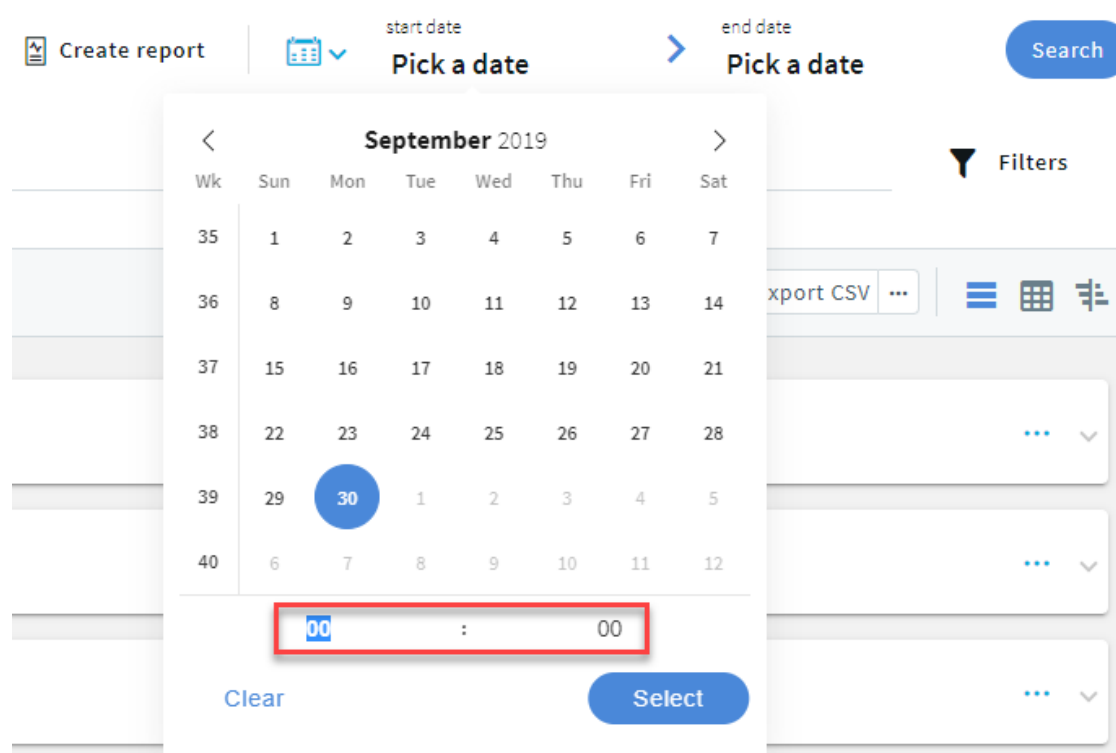 start date
end date
Create report
Pick a date
Pick a date
Search
September 2019
Filters
Wk Sun Mon Tue Wed Thu Fri Sat
35 1 2 3 4 5 6 7
36 8 9 10 11 12 13 14
xport CSV ...
37 15 16 17 18 19 20 21
38 22 23 24 25 26 27 28
39 29 30 1 2 3 4 5
40 6 7 8 9 10 11 12
00 : 00
Clear
Select